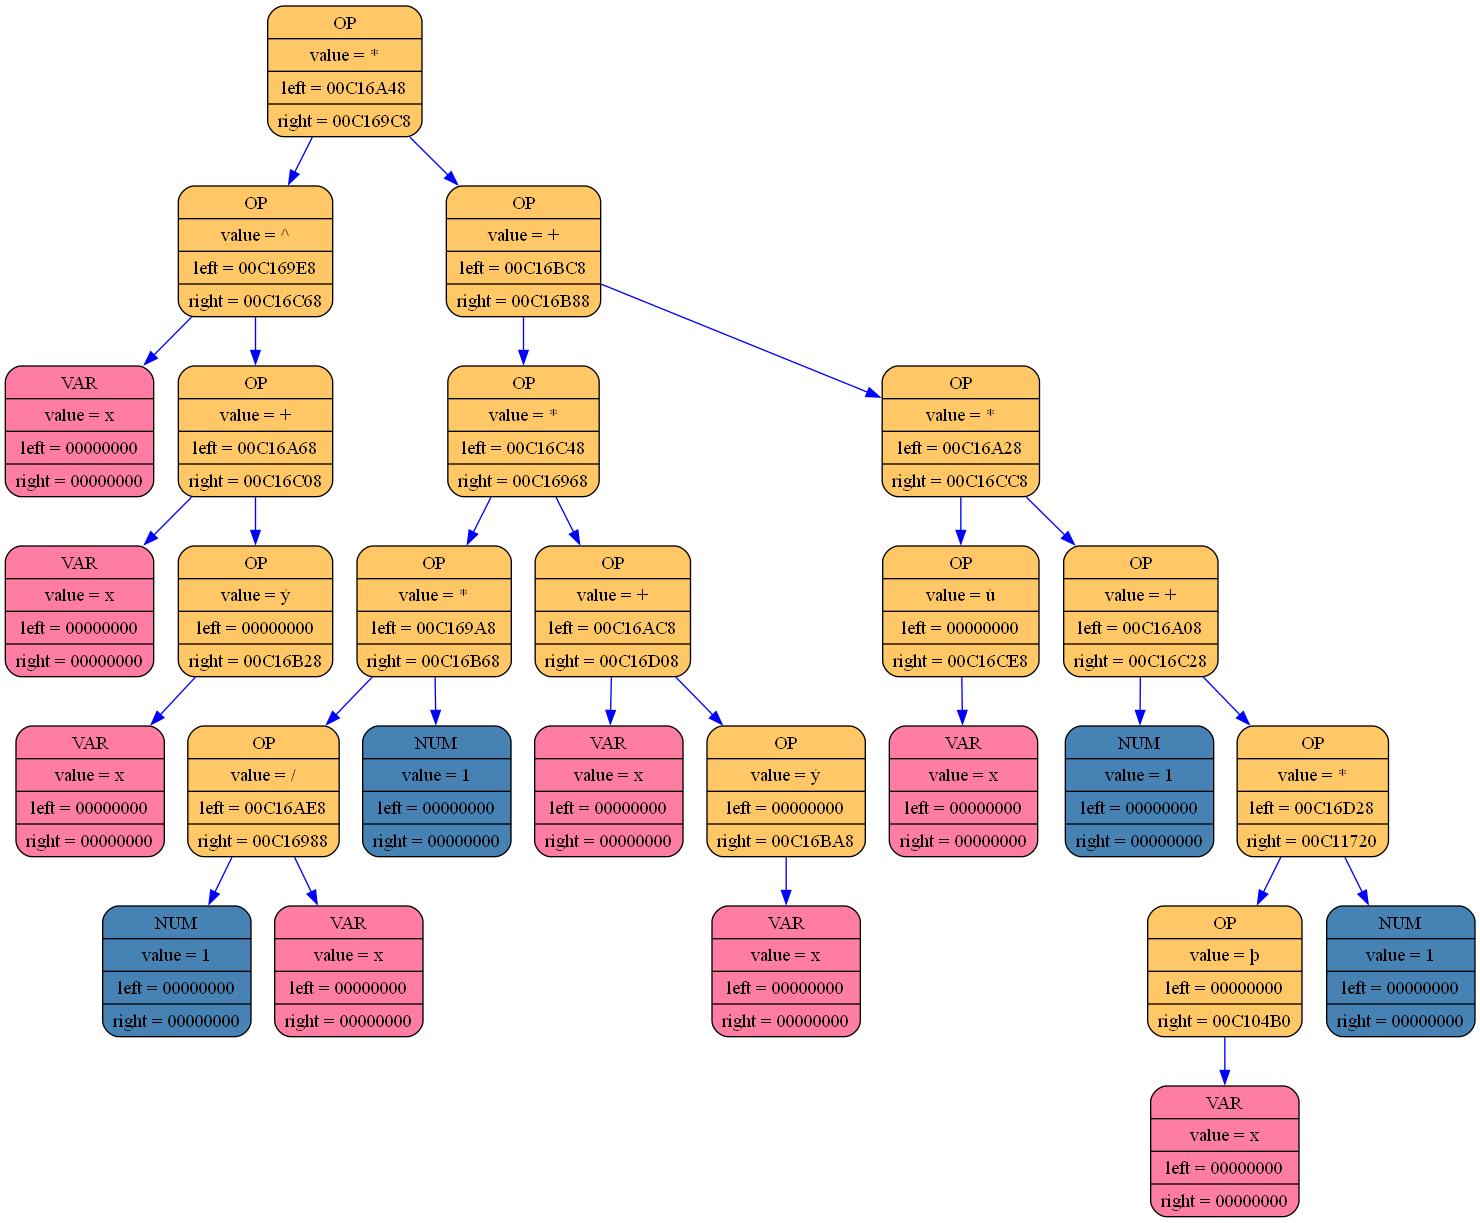 OP
value = *
left = 00C16A48
right = 00C169C8
OP
value = ^
left = 00C169E8
right = 00C16C68
OP
value = +
left = 00C16BC8
right = 00C16B88
VAR
value = x
left = 00000000
right = 00000000
OP
value = +
left = 00C16A68
right = 00C16C08
OP
value = *
left = 00C16C48
right = 00C16968
OP
value = *
left = 00C16A28
right = 00C16CC8
VAR
value = x
left = 00000000
right = 00000000
OP
value = ý
left = 00000000
right = 00C16B28
OP
value = *
left = 00C169A8
right = 00C16B68
OP
value = +
left = 00C16AC8
right = 00C16D08
OP
value = ü
left = 00000000
right = 00C16CE8
OP
value = +
left = 00C16A08
right = 00C16C28
VAR
value = x
left = 00000000
right = 00000000
OP
value = /
left = 00C16AE8
right = 00C16988
NUM
value = 1
left = 00000000
right = 00000000
VAR
value = x
left = 00000000
right = 00000000
OP
value = ý
left = 00000000
right = 00C16BA8
VAR
value = x
left = 00000000
right = 00000000
NUM
value = 1
left = 00000000
right = 00000000
OP
value = *
left = 00C16D28
right = 00C11720
NUM
value = 1
left = 00000000
right = 00000000
VAR
value = x
left = 00000000
right = 00000000
VAR
value = x
left = 00000000
right = 00000000
OP
value = þ
left = 00000000
right = 00C104B0
NUM
value = 1
left = 00000000
right = 00000000
VAR
value = x
left = 00000000
right = 00000000